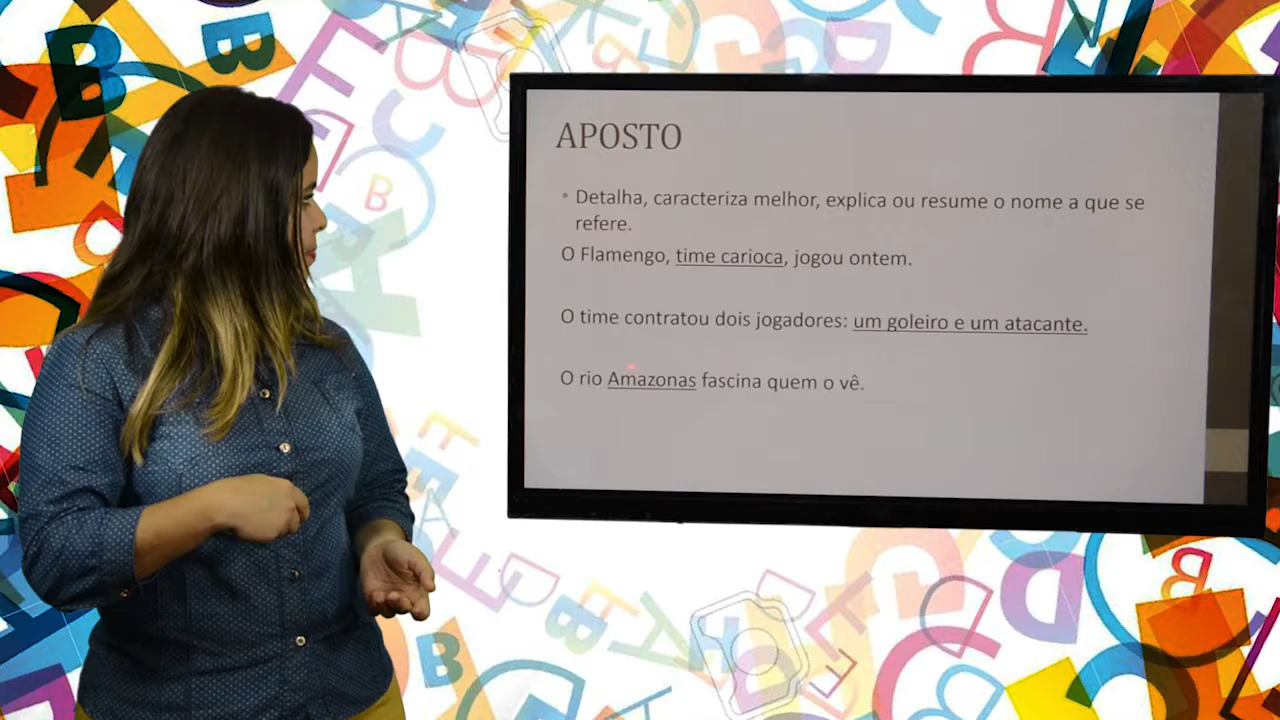 APOSTO
• Detalha, caracteriza melhor, explica ou resume o nome a que se
refere.
O Flamengo, time carioca, jogou ontem.
O time contratou dois jogadores: um goleiro e um atacante.
O rio Amazonas fascina quem o vê.